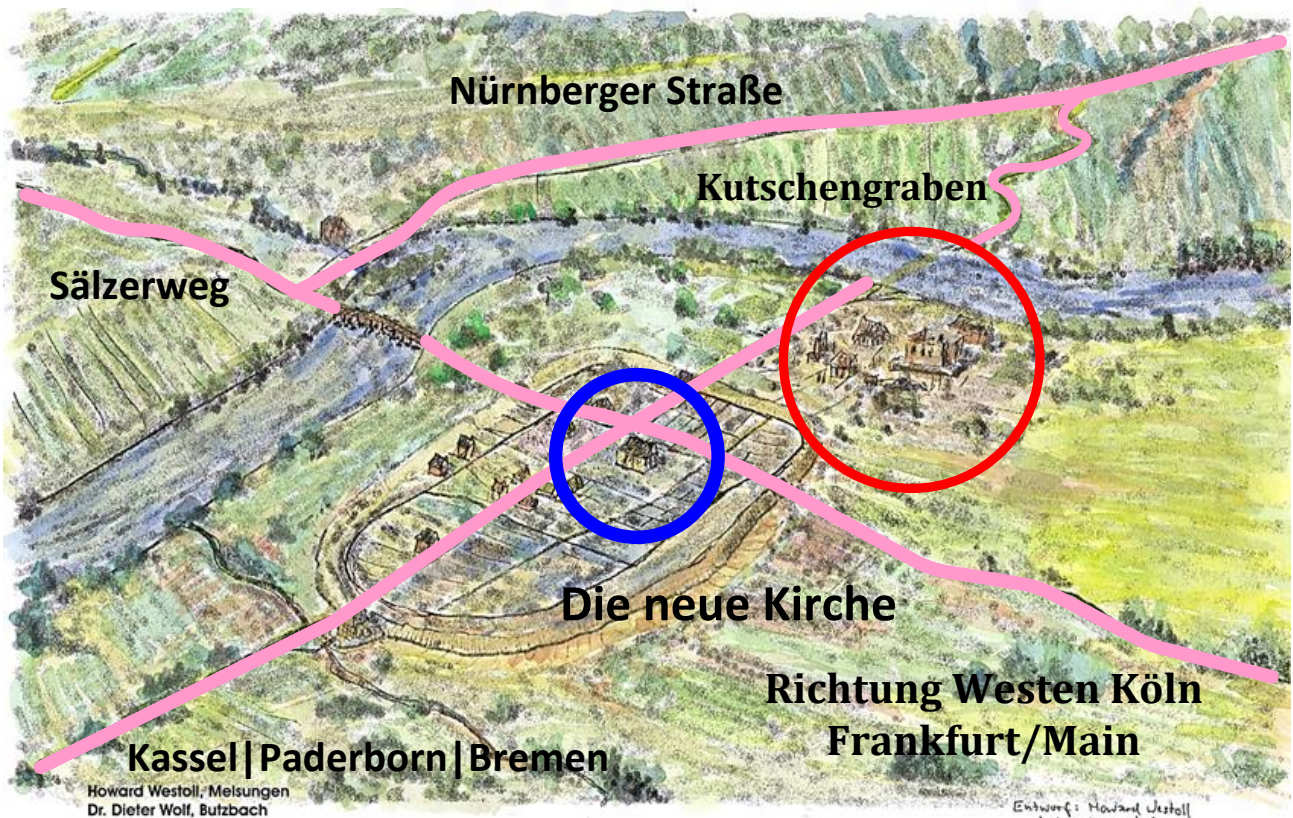 Nürnberger Straße
Kutschengraben
Sälzerweg
Die neue Kirche
Richtung Westen Köln
Frankfurt/Main
Kassel|Paderborn|Bremen
Howard Westoll, Melsungen
Dr. Dieter Wolf, Butzbach
Entwurf: Howard Westoll